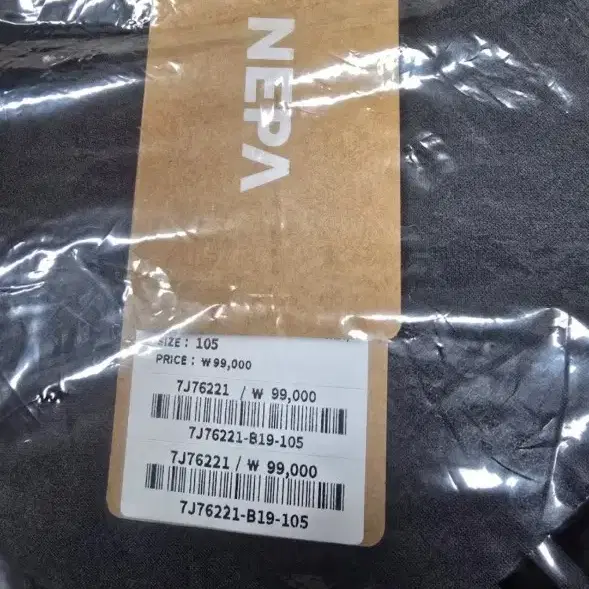 NEPA
SIZE : 105
PRICE : ₩99,000
7J76221 / ₩ 99,000
7J76221-B19-105
7J76221 / ₩ 99,000
7J76221-B19-105